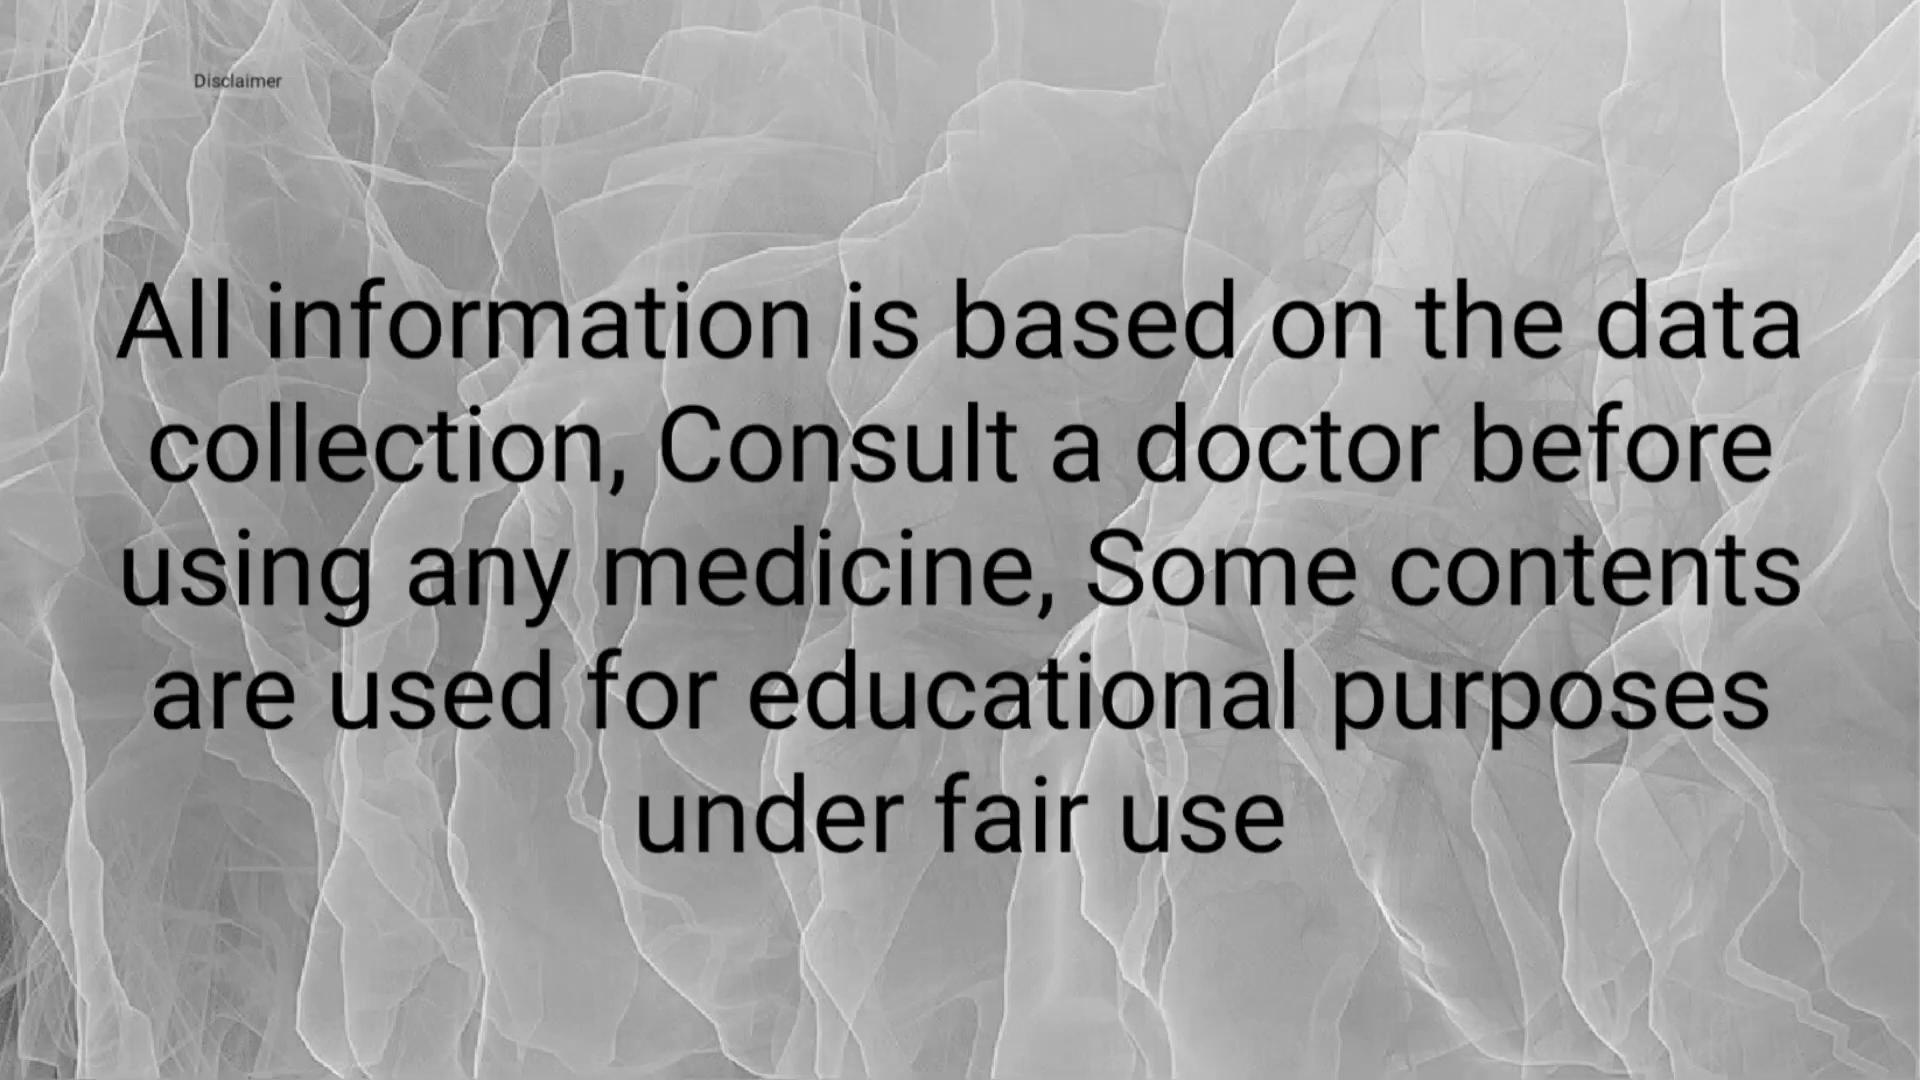 Disclaimer
All information is based on the data
collection, Consult a doctor before
using any medicine, Some contents
are used for educational purposes
under fair use